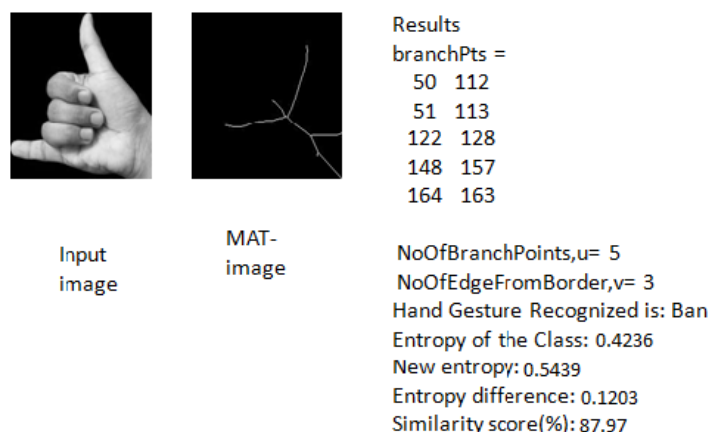 Results
branchPts =
50 112
51 113
122 128
148 157
164 163
Input
image
MAT-
image
NoOfBranchPoints,u= 5
NoOfEdgeFromBorder,v= 3
Hand Gesture Recognized is: Ban
Entropy of the Class: 0.4236
New entropy: 0.5439
Entropy difference: 0.1203
Similarity score(%): 87.97